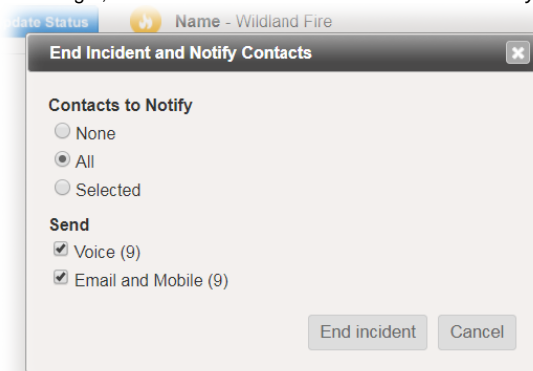 date Status Name - Wildland Fire
End Incident and Notify Contacts
Contacts to Notify
None
All
Selected
Send
Voice (9)
Email and Mobile (9)
End incident Cancel